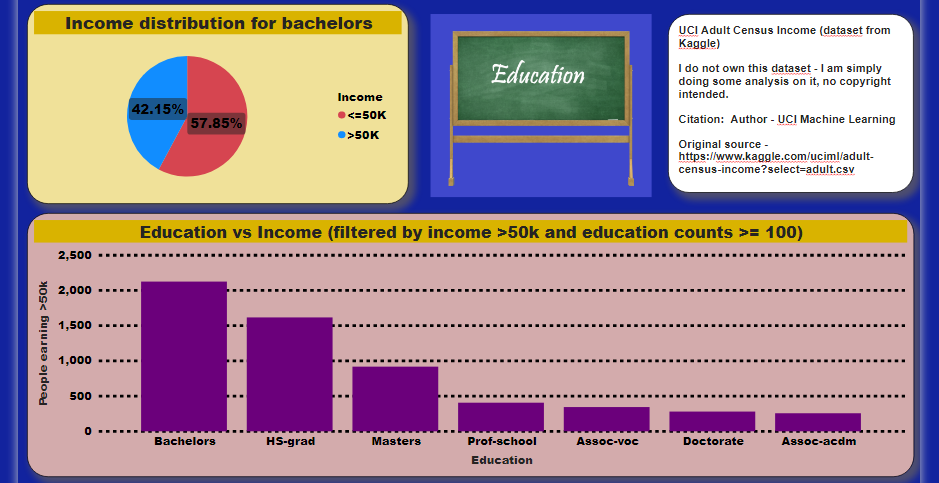 Income distribution for bachelors
42.15%
57.85%
Income
<=50K
>50K
Education
UCI Adult Census Income (dataset from
Kaggle)
I do not own this dataset - I am simply
doing some analysis on it, no copyright
intended.
Citation:  Author - UCI Machine Learning
Original source -
https://www.kaggle.com/uciml/adult-
census-income?select=adult.csv
Education vs Income (filtered by income >50k and education counts >= 100)
People earning >50k
2,500
2,000
1,500
1,000
500
0
Bachelors HS-grad Masters Prof-school Assoc-voc Doctorate Assoc-acdm
Education